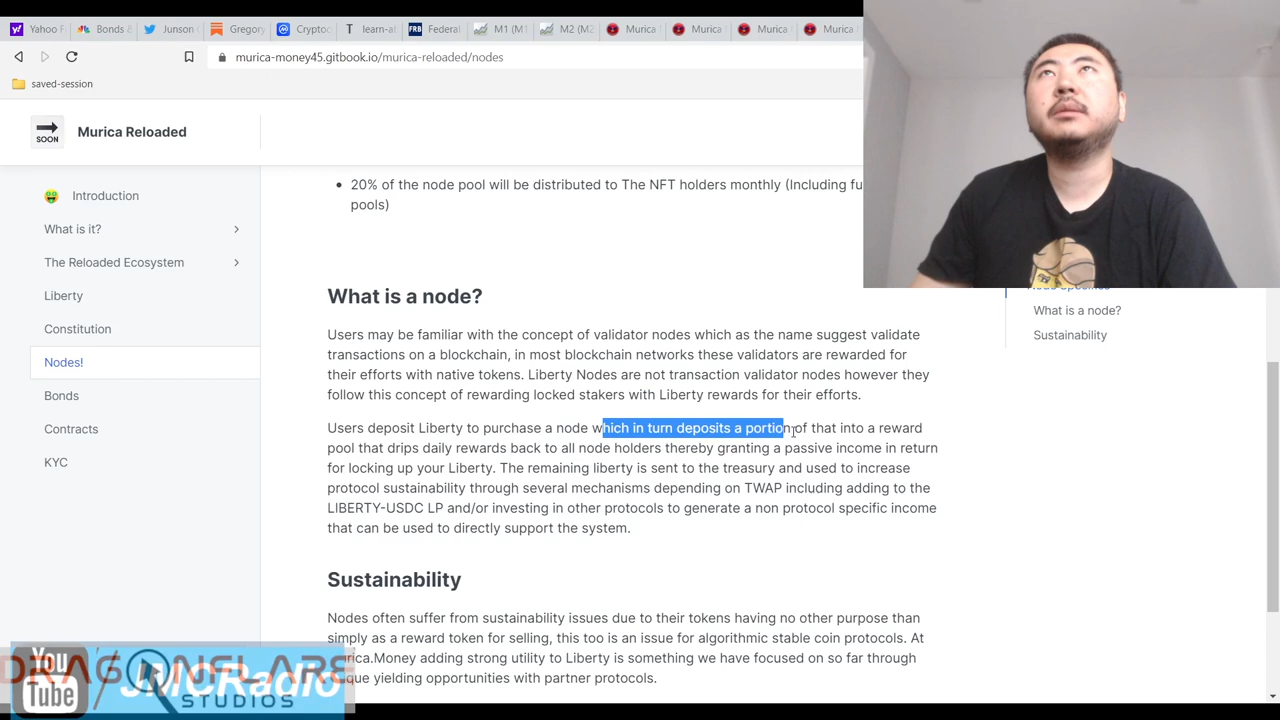 Yahoo F
Bonds &
Junson
Gregory
Crypto
learn-a
FRB Federal
M1 (M1
M2 (M2
Murica
Murica
Murica
Murica
murica-money45.gitbook.io/murica-reloaded/nodes
saved-session
SOON
Murica Reloaded
Introduction
What is it?
The Reloaded Ecosystem
Liberty
Constitution
Nodes!
Bonds
Contracts
KYC
20% of the node pool will be distributed to The NFT holders monthly (Including fu
pools)
What is a node?
Users may be familiar with the concept of validator nodes which as the name suggest validate
transactions on a blockchain, in most blockchain networks these validators are rewarded for
their efforts with native tokens. Liberty Nodes are not transaction validator nodes however they
follow this concept of rewarding locked stakers with Liberty rewards for their efforts.
Users deposit Liberty to purchase a node which in turn deposits a portion of that into a reward
pool that drips daily rewards back to all node holders thereby granting a passive income in return
for locking up your Liberty. The remaining liberty is sent to the treasury and used to increase
protocol sustainability through several mechanisms depending on TWAP including adding to the
LIBERTY-USDC LP and/or investing in other protocols to generate a non protocol specific income
that can be used to directly support the system.
Sustainability
Nodes often suffer from sustainability issues due to their tokens having no other purpose than
simply as a reward token for selling, this too is an issue for algorithmic stable coin protocols. At
rica.Money adding strong utility to Liberty is something we have focused on so far through
que yielding opportunities with partner protocols.
What is a node?
Sustainability
You
Tube
JMCRadio
STUDIOS